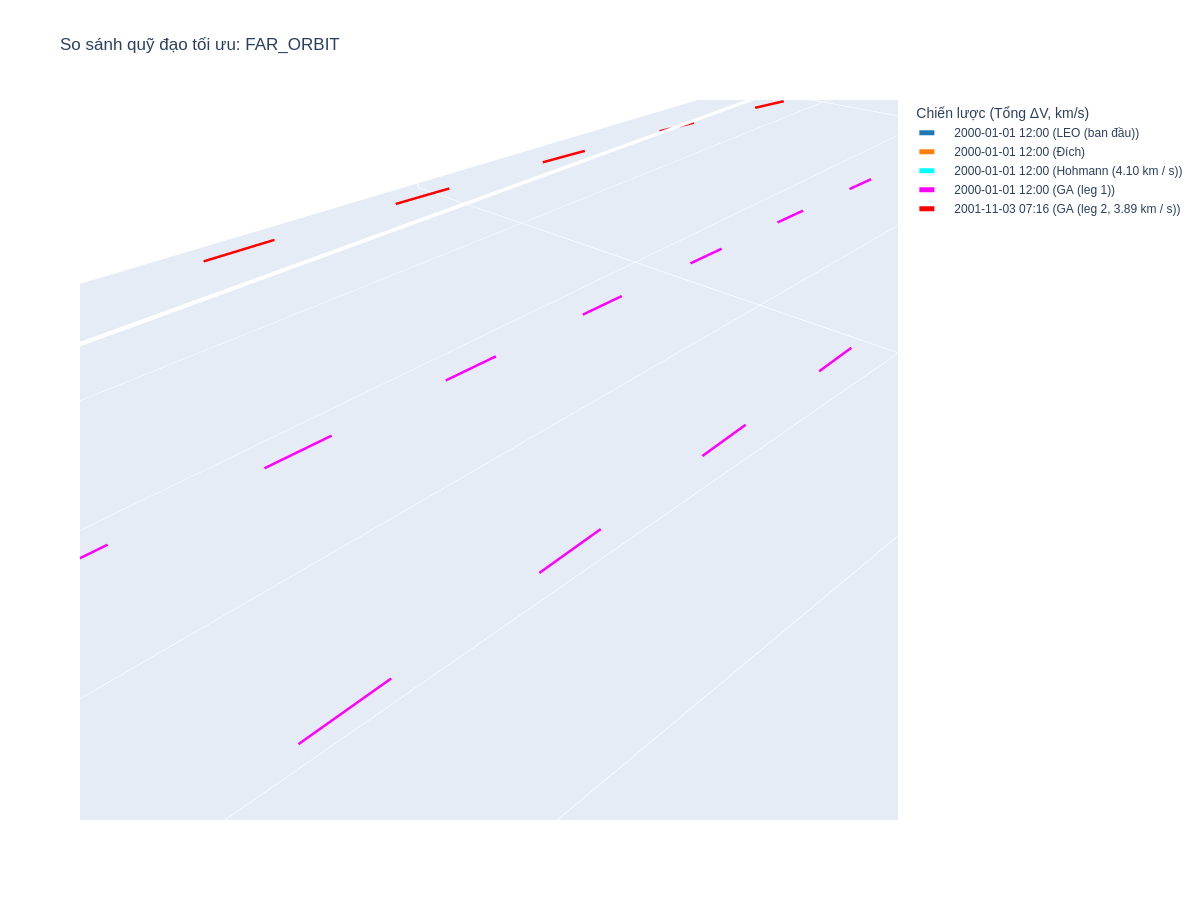 So sánh quỹ đạo tối ưu: FAR_ORBIT
Chiến lược (Tổng ΔV, km/s)
2000-01-01 12:00 (LEO (ban đầu))
2000-01-01 12:00 (Đích)
2000-01-01 12:00 (Hohmann (4.10 km / s))
2000-01-01 12:00 (GA (leg 1))
2001-11-03 07:16 (GA (leg 2, 3.89 km / s))